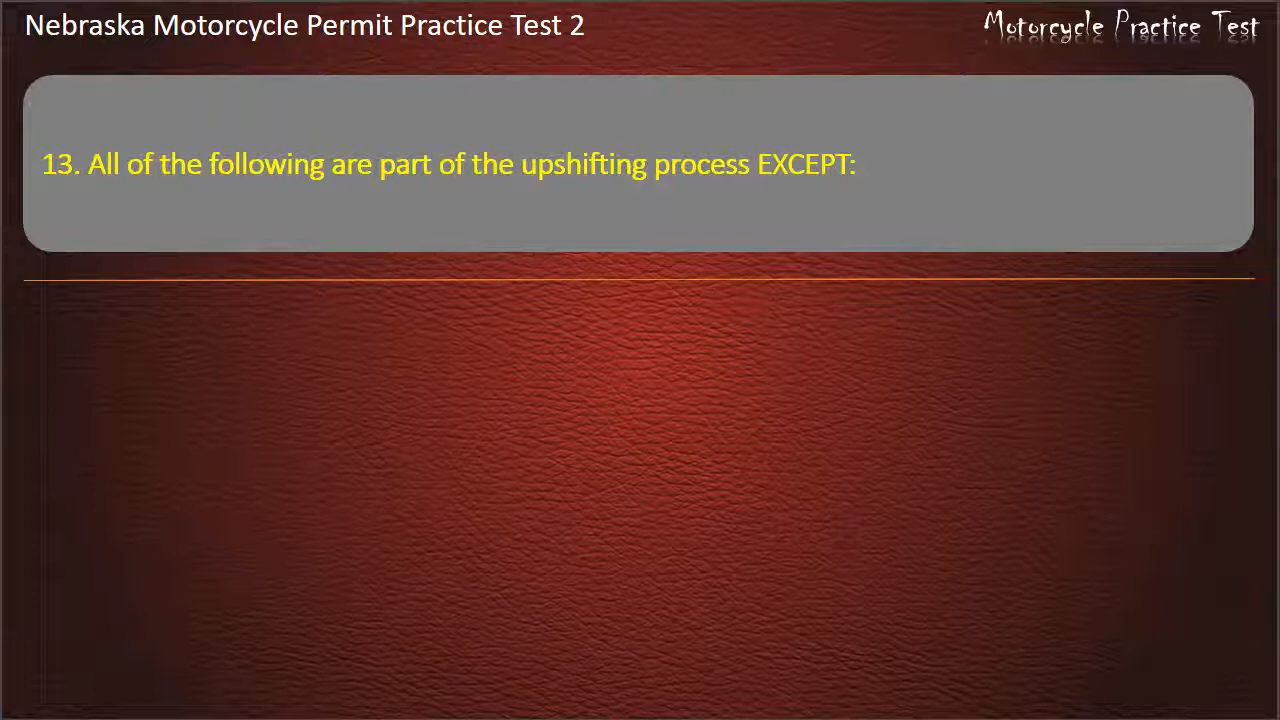 Nebraska Motorcycle Permit Practice Test 2
Motorcycle Practice Test
13. All of the following are part of the upshifting process EXCEPT: